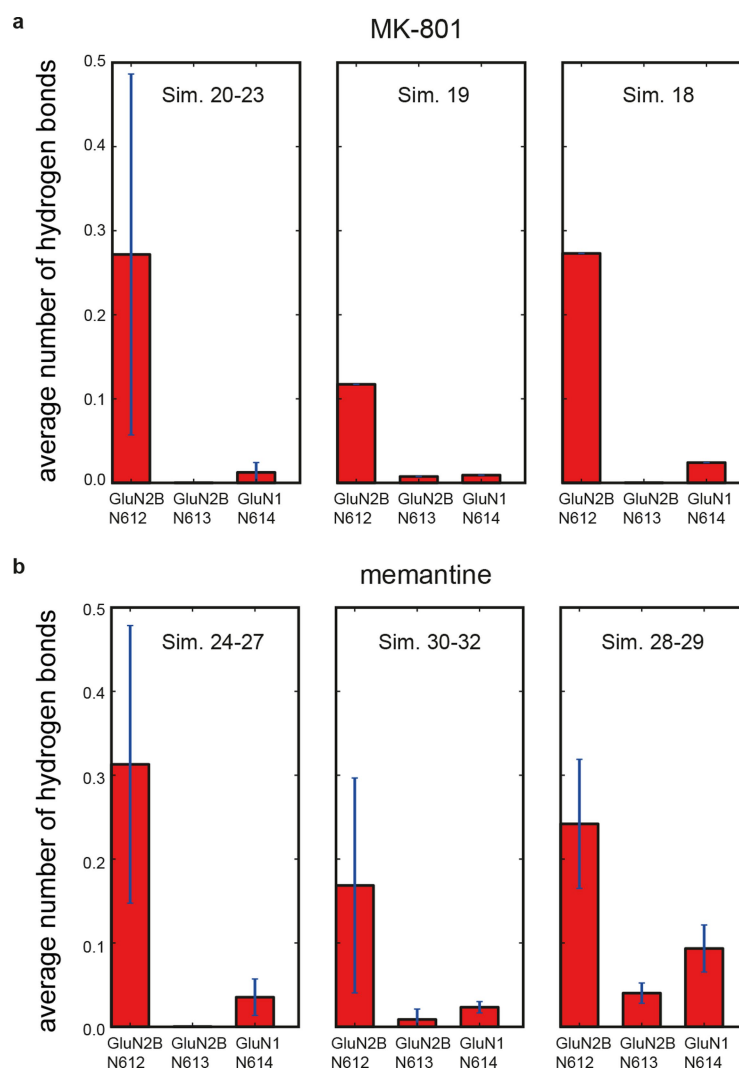 a
MK-801
average number of hydrogen bonds
0.5
0.4
0.3
0.2
0.1
0.0
Sim. 20-23
Sim. 19
Sim. 18
GluN2B GluN2B GluN1
N612 N613 N614
GluN2B GluN2B GluN1
N612 N613 N614
GluN2B GluN2B GluN1
N612 N613 N614
b
memantine
average number of hydrogen bonds
0.5
0.4
0.3
0.2
0.1
0.0
Sim. 24-27
Sim. 30-32
Sim. 28-29
GluN2B GluN2B GluN1
N612 N613 N614
GluN2B GluN2B GluN1
N612 N613 N614
GluN2B GluN2B GluN1
N612 N613 N614